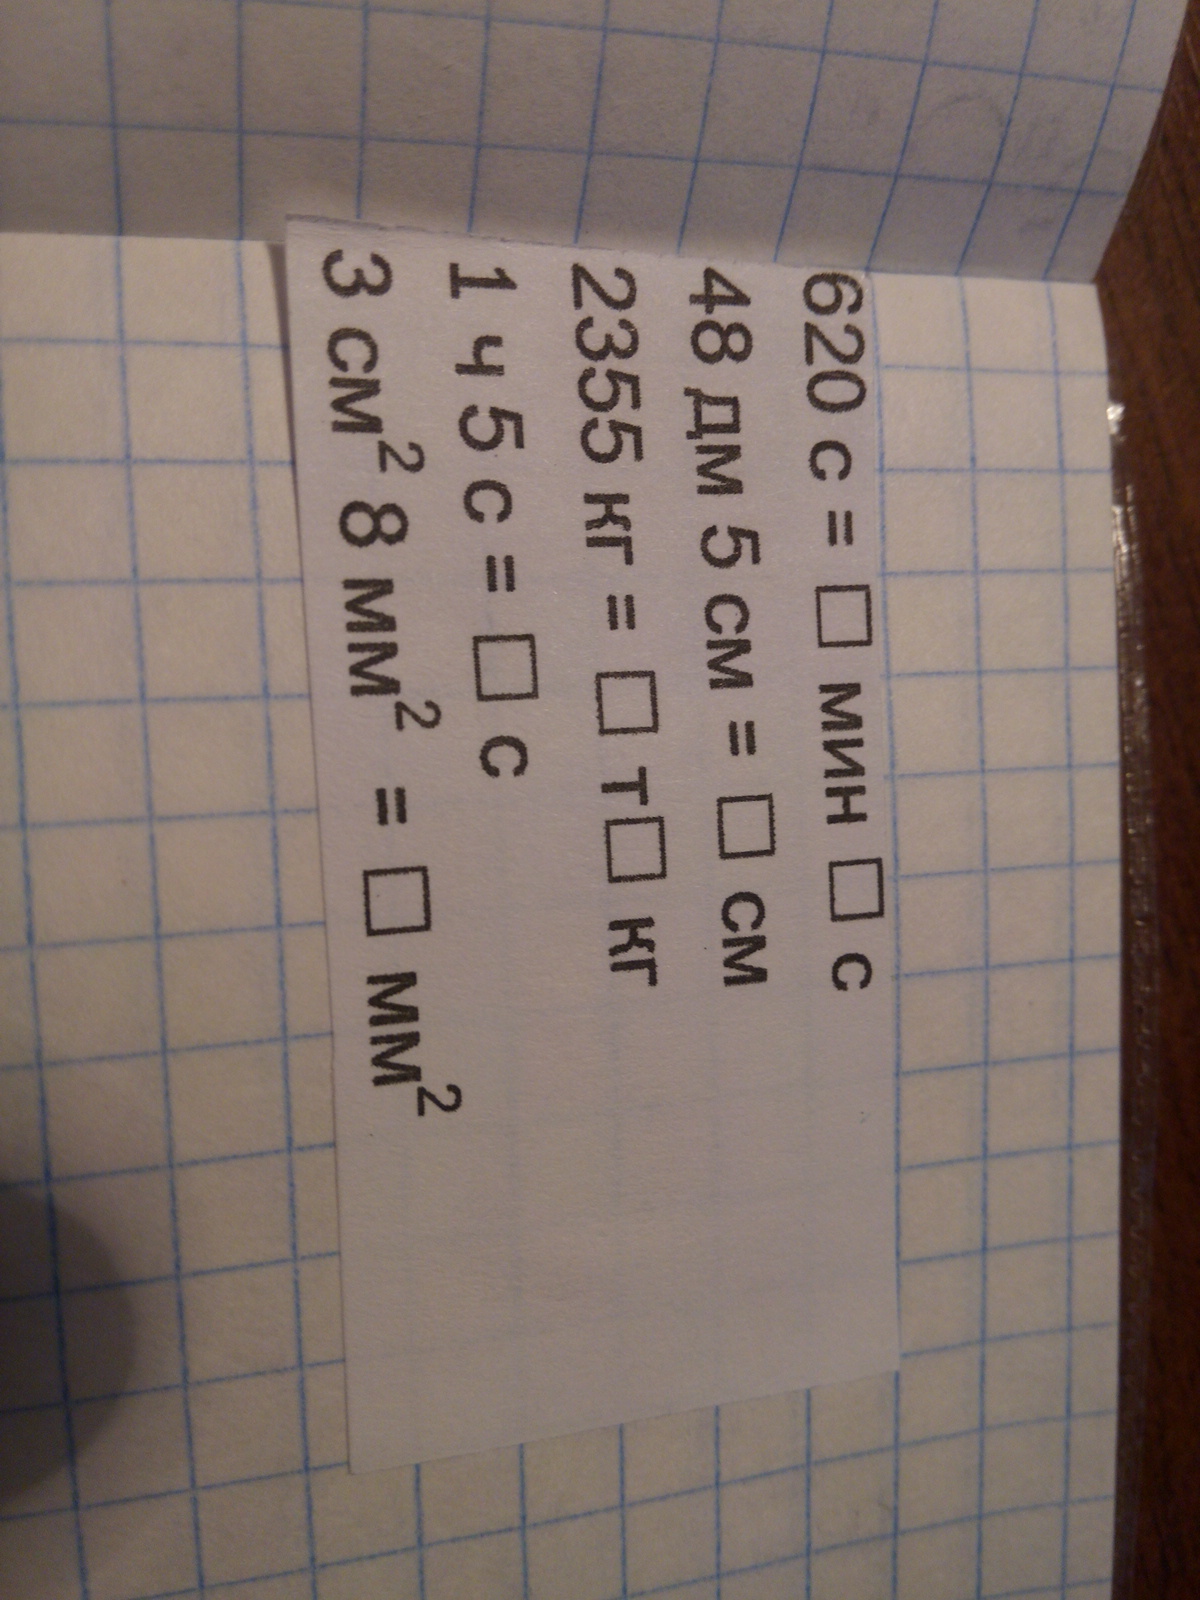 620 с = □ мин □ с
48 дм 5 см = □ см
2355 кг = □ т □ кг
1 ч 5 с = □ с
3 см² 8 мм² = □ мм²